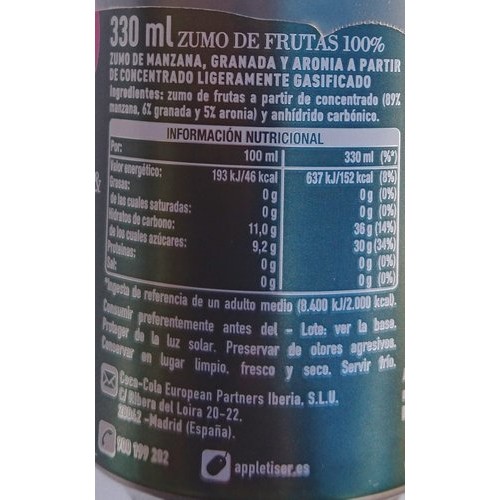 330 ml ZUMO DE FRUTAS 100%
ZUMO DE MANZANA, GRANADA Y ARONIA A PARTIR
DE CONCENTRADO LIGERAMENTE GASIFICADO
Ingredientes: zumo de frutas a partir de concentrado (89%
manzana, 6% granada y 5% aronia) y anhídrido carbónico.
INFORMACIÓN NUTRICIONAL
Por: 100 ml 330 ml (%*)
Valor energético: 193 kJ/46 kcal 637 kJ/152 kcal (8%)
Grasas: 0 g 0 g (0%)
de las cuales saturadas: 0 g 0 g (0%)
Hidratos de carbono: 11,0 g 36 g (14%)
de los cuales azúcares: 9,2 g 30 g (34%)
Proteínas: 0 g 0 g (0%)
Sal: 0 g 0 g (0%)
*Ingesta de referencia de un adulto medio (8.400 kJ/2.000 kcal).
Consumir preferentemente antes del – Lote: ver la base.
Proteger de la luz solar. Preservar de olores agresivos.
Conservar en lugar limpio, fresco y seco. Servir frío.
Coca-Cola European Partners Iberia, S.L.U.
C/ Ribera del Loira 20-22.
28042 -Madrid (España).
900 199 202
appletiser.es